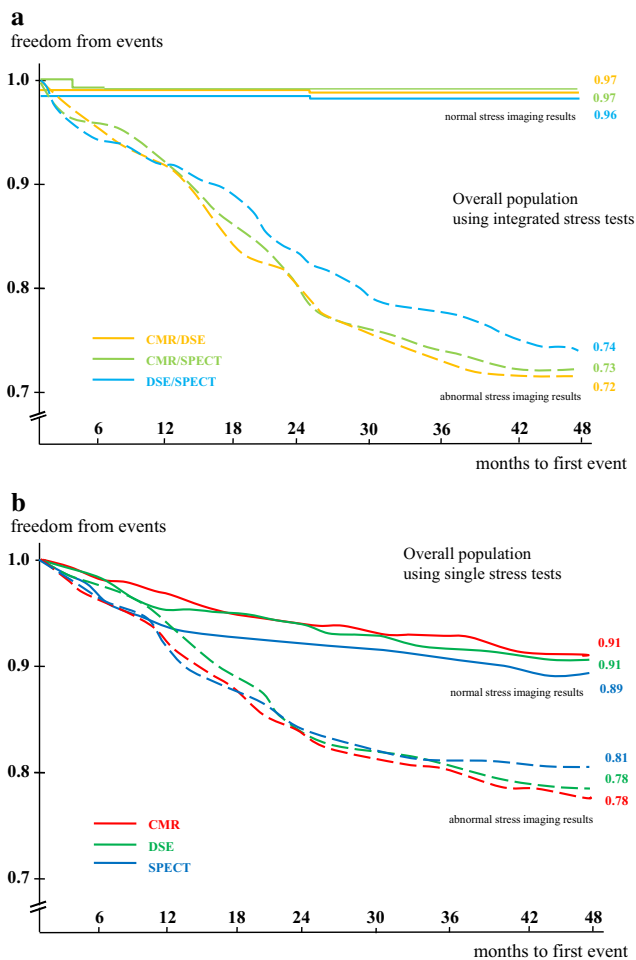 a
freedom from events
1.0
0.97
0.97
normal stress imaging results
0.96
0.9
Overall population
using integrated stress tests
0.8
CMR/DSE
CMR/SPECT
DSE/SPECT
0.74
0.73
0.72
0.7
abnormal stress imaging results
6 12 18 24 30 36 42 48
months to first event
b
freedom from events
Overall population
using single stress tests
1.0
0.91
0.91
0.9
normal stress imaging results
0.89
0.81
0.8
0.78
0.78
abnormal stress imaging results
CMR
DSE
SPECT
0.7
6 12 18 24 30 36 42 48
months to first event